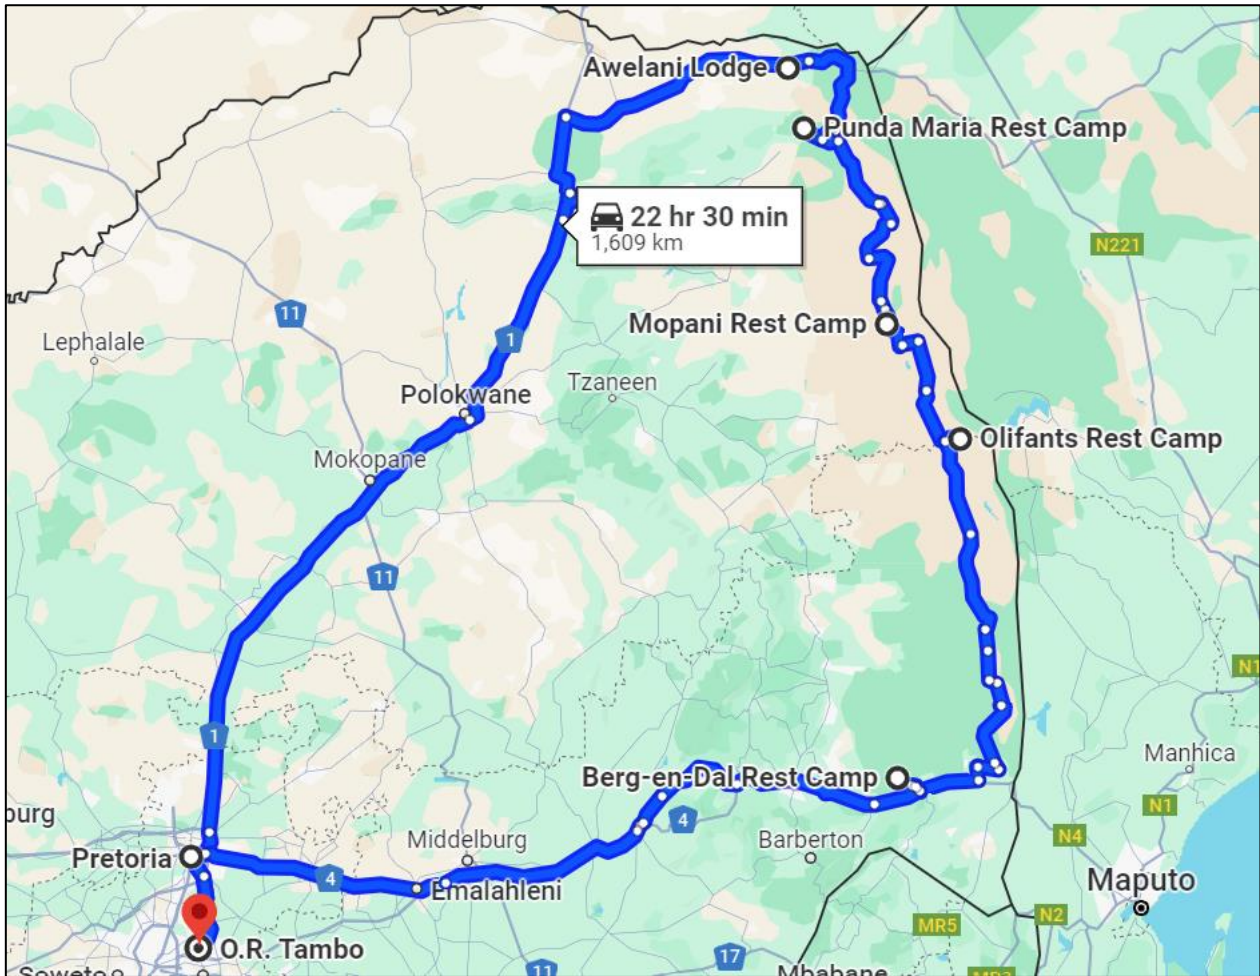 Awelani Lodge
Punda Maria Rest Camp
22 hr 30 min
1,609 km
N221
11
Mopani Rest Camp
1
Lephalale
Tzaneen
Polokwane
Olifants Rest Camp
Mokopane
11
N1
1
Manhica
Berg-en-Dal Rest Camp
N1
burg
4
Middelburg
Barberton
N4
Pretoria
4
Emalahleni
Maputo
N2
MR5
O.R. Tambo
17
Soweto
11
Mbabane
MR3